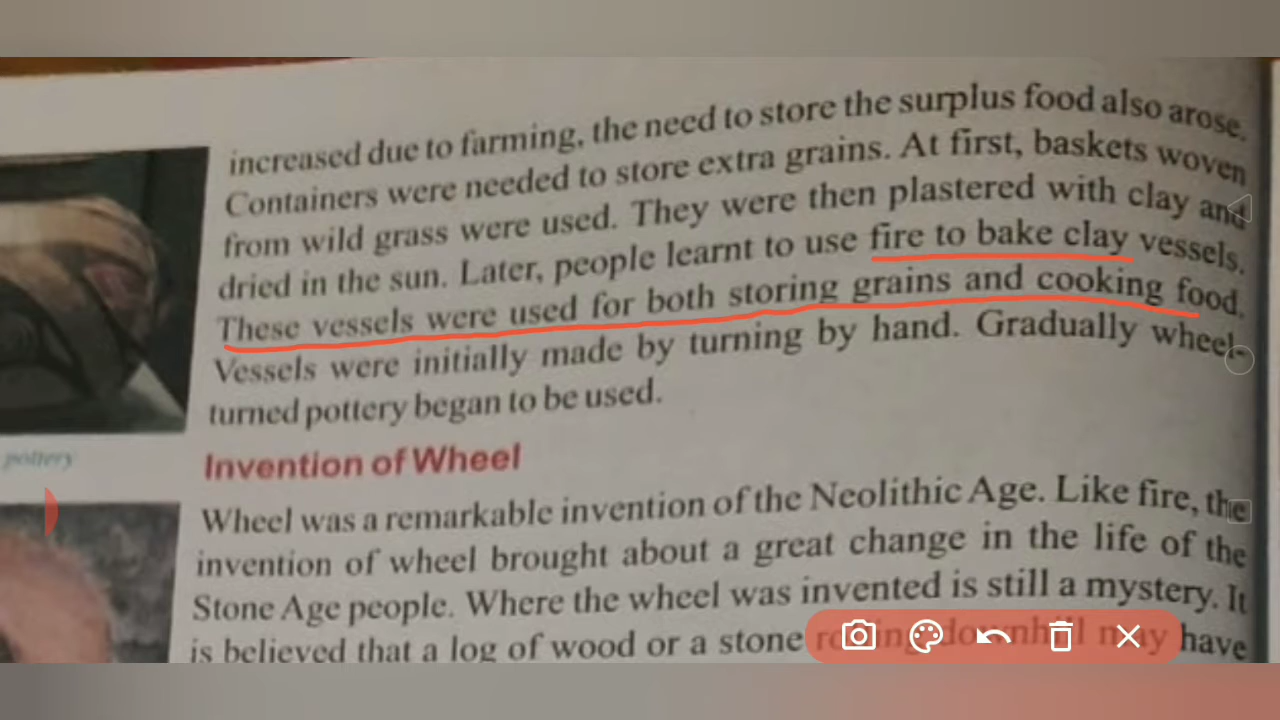 increased due to farming, the need to store the surplus food also arose.
Containers were needed to store extra grains. At first, baskets woven
from wild grass were used. They were then plastered with clay and
dried in the sun. Later, people learnt to use fire to bake clay vessels.
These vessels were used for both storing grains and cooking food.
Vessels were initially made by turning by hand. Gradually wheel-
turned pottery began to be used.
pottery
Invention of Wheel
Wheel was a remarkable invention of the Neolithic Age. Like fire, the
invention of wheel brought about a great change in the life of the
Stone Age people. Where the wheel was invented is still a mystery. It
is believed that a log of wood or a stone rolling downhill may have